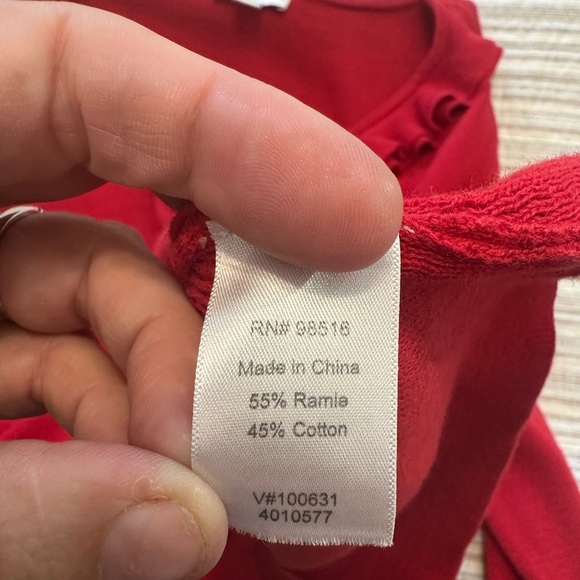 RN# 98516
Made in China
55% Ramie
45% Cotton
V#100631
4010577